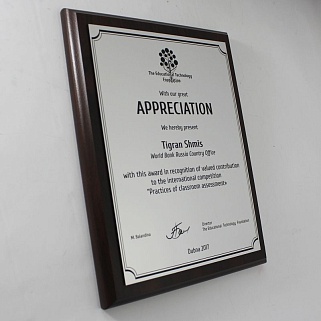 The Educational Technology
Foundation
With our great
APPRECIATION
We hereby present
Tigran Shmis
World Bank Russia Country Office
with this award in recognition of valued contribution
to the international competition
"Practices of classroom assessment»
MI Balandina
Director
The Educational Technology Foundation
Dubna 2017